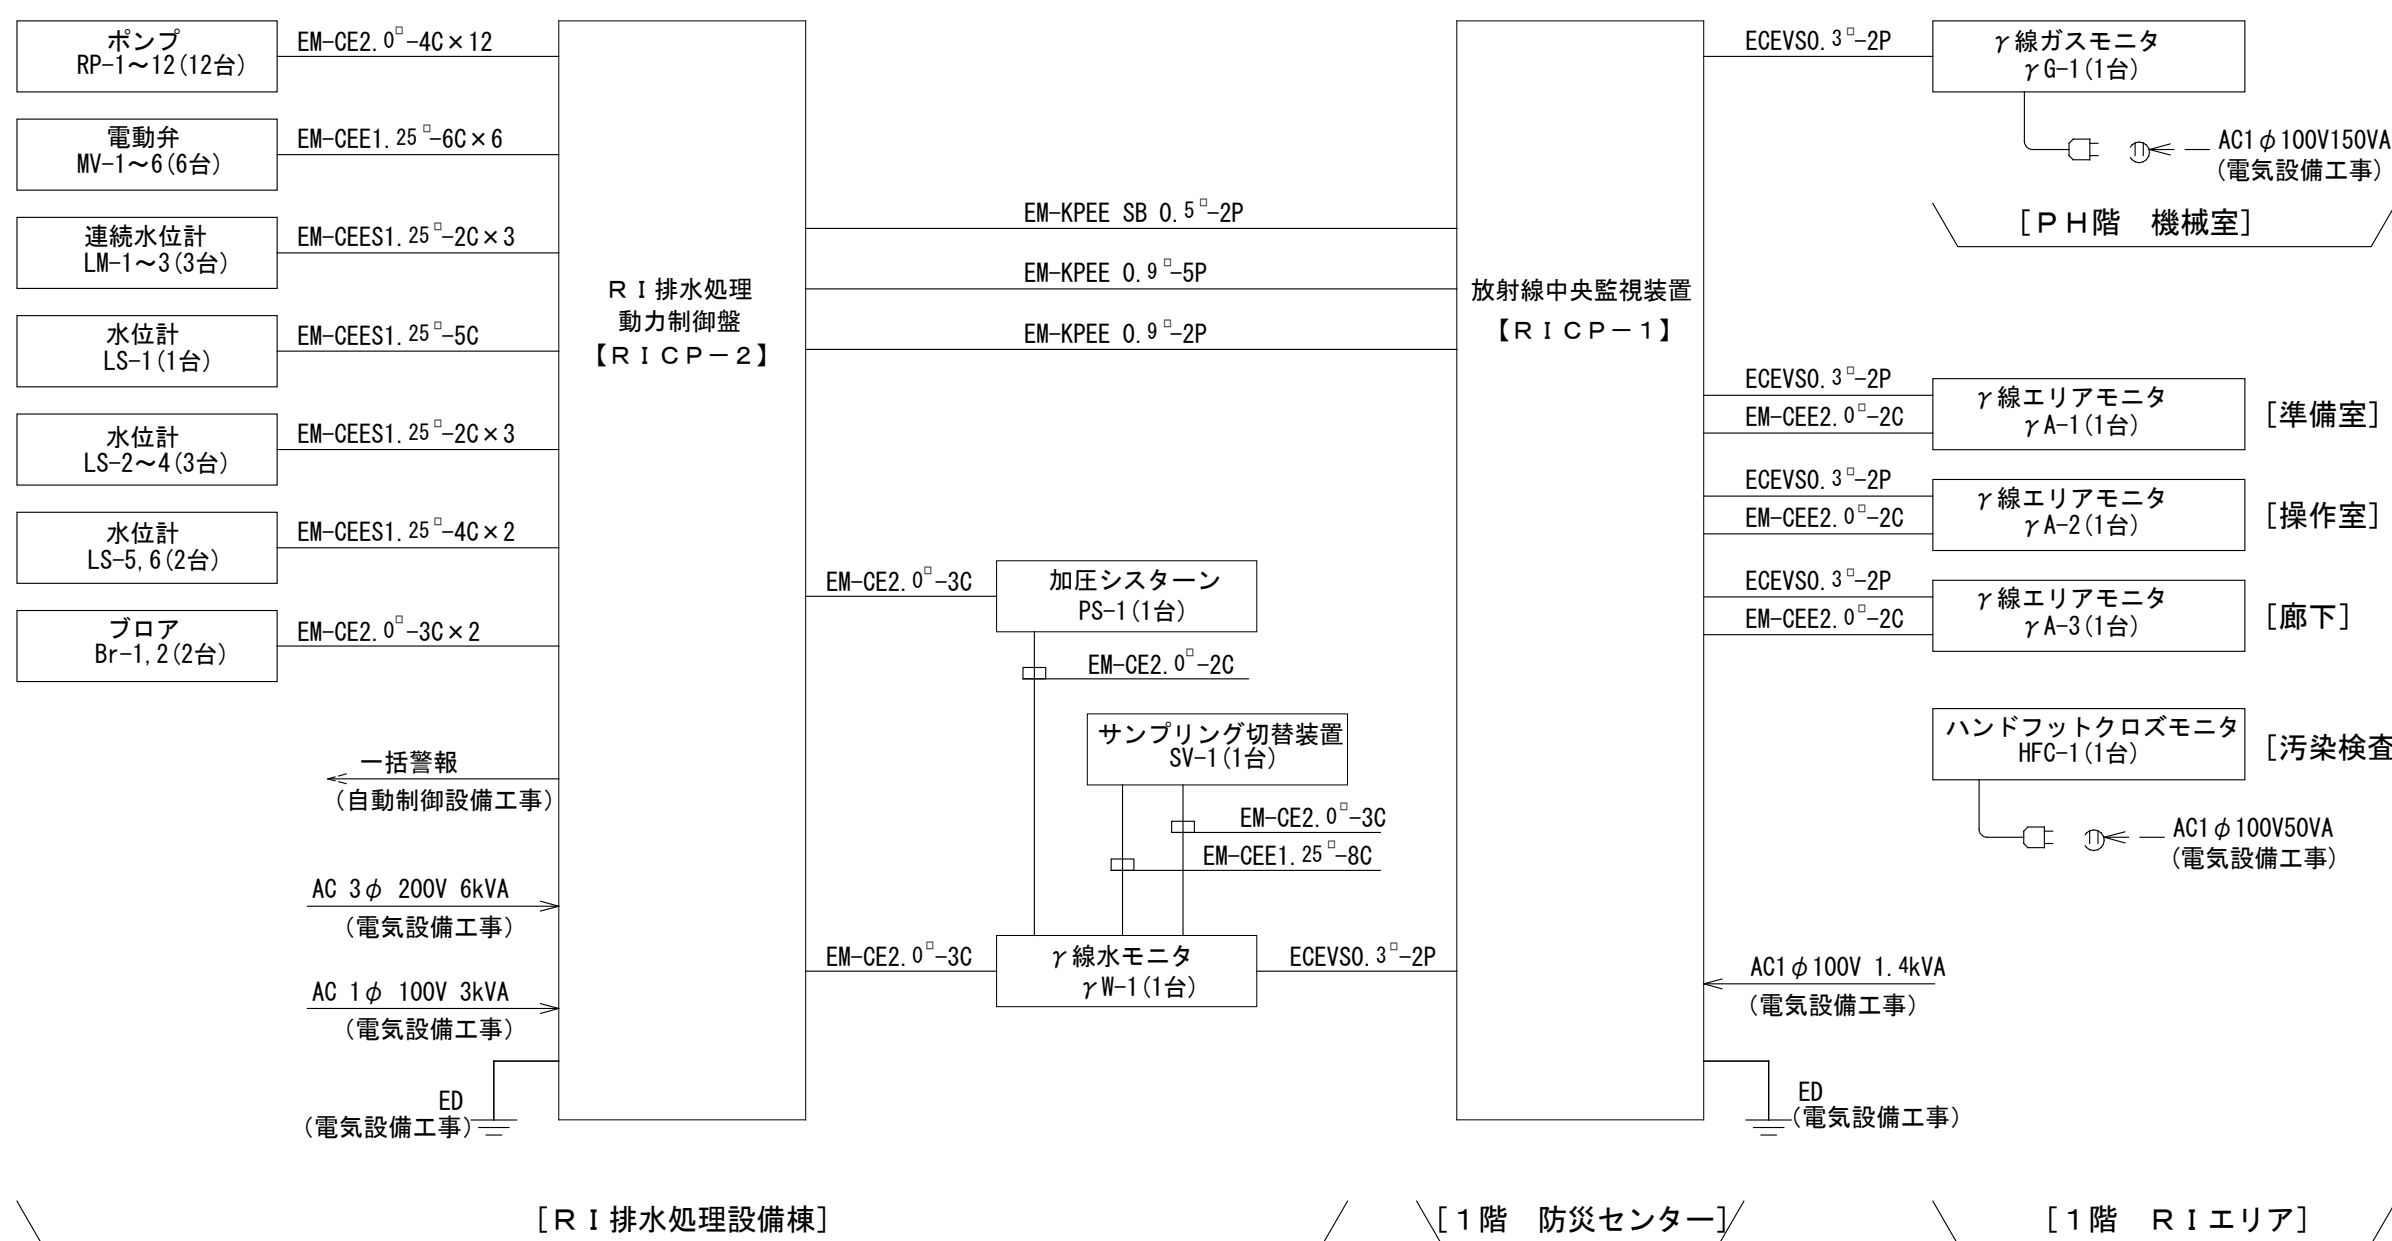 ポンプ
RP-1～12(12台)
EM-CE2.0□-4C×12
電動弁
MV-1～6(6台)
EM-CEE1.25□-6C×6
連続水位計
LM-1～3(3台)
EM-CEES1.25□-2C×3
水位計
LS-1(1台)
EM-CEES1.25□-5C
水位計
LS-2～4(3台)
EM-CEES1.25□-2C×3
水位計
LS-5,6(2台)
EM-CEES1.25□-4C×2
ブロア
Br-1,2(2台)
EM-CE2.0□-3C×2
一括警報
(自動制御設備工事)
AC 3φ 200V 6kVA
(電気設備工事)
AC 1φ 100V 3kVA
(電気設備工事)
ED
(電気設備工事)
ＲＩ排水処理
動力制御盤
【ＲＩＣＰ－２】
EM-KPEE SB 0.5□-2P
EM-KPEE 0.9□-5P
EM-KPEE 0.9□-2P
EM-CE2.0□-3C
加圧システーン
PS-1(1台)
EM-CE2.0□-2C
サンプリング切替装置
SV-1(1台)
EM-CE2.0□-3C
EM-CEE1.25□-8C
EM-CE2.0□-3C
γ線水モニタ
γW-1(1台)
ECEVS0.3□-2P
放射線中央監視装置
【ＲＩＣＰ－１】
ECEVS0.3□-2P
γ線ガスモニタ
γG-1(1台)
AC1φ100V150VA
(電気設備工事)
[ＰＨ階　機械室]
ECEVS0.3□-2P
EM-CEE2.0□-2C
γ線エリアモニタ
γA-1(1台)
[準備室]
ECEVS0.3□-2P
EM-CEE2.0□-2C
γ線エリアモニタ
γA-2(1台)
[操作室]
ECEVS0.3□-2P
EM-CEE2.0□-2C
γ線エリアモニタ
γA-3(1台)
[廊下]
ハンドフットクロズモニタ
HFC-1(1台)
[汚染検査
AC1φ100V50VA
(電気設備工事)
AC1φ100V 1.4kVA
(電気設備工事)
ED
(電気設備工事)
[ＲＩ排水処理設備棟]
[１階　防災センター]
[１階　ＲＩエリア]